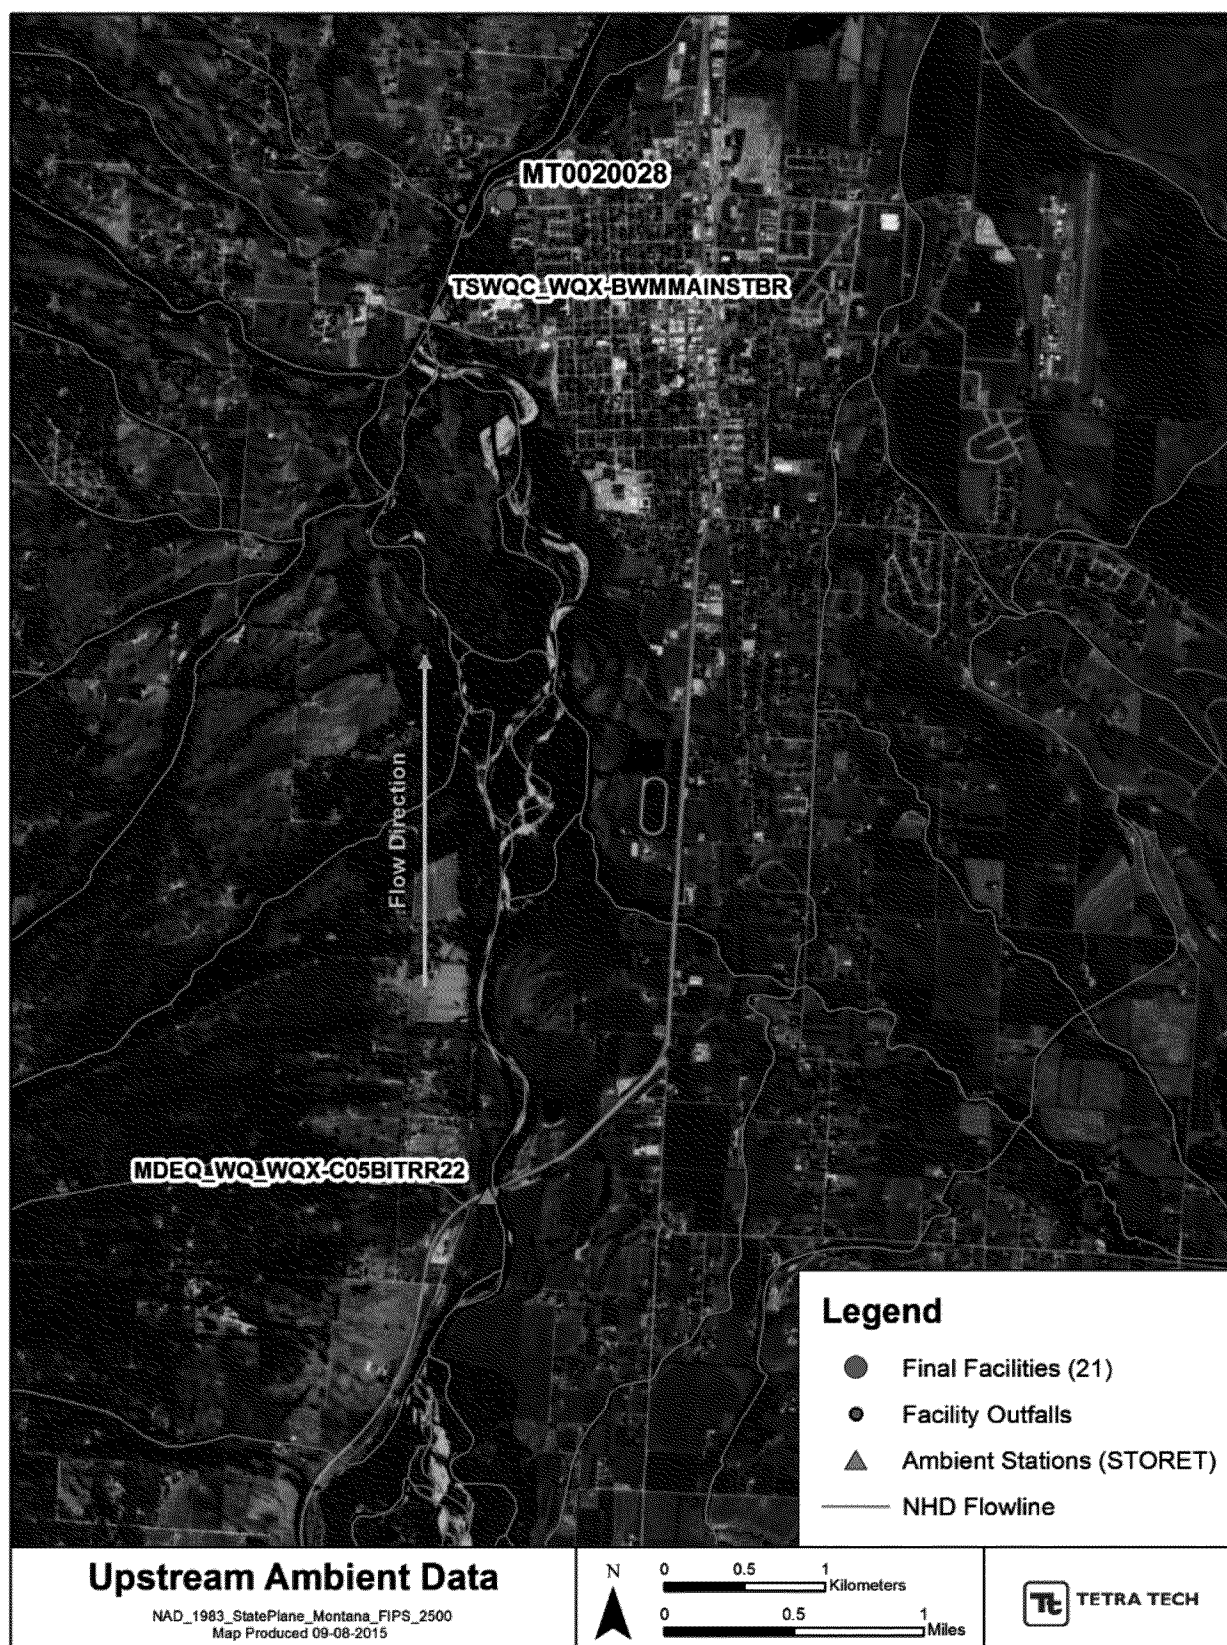 MT0020028
TSWQC_WQX-BWMMAINSTBR
Flow Direction
MDEQ_WQ_WQX-C05BITRR22
Legend
Final Facilities (21)
Facility Outfalls
Ambient Stations (STORET)
NHD Flowline
Upstream Ambient Data
NAD_1983_StatePlane_Montana_FIPS_2500
Map Produced 09-08-2015
N
0 0.5 1
Kilometers
0 0.5 1
Miles
Tt TETRA TECH